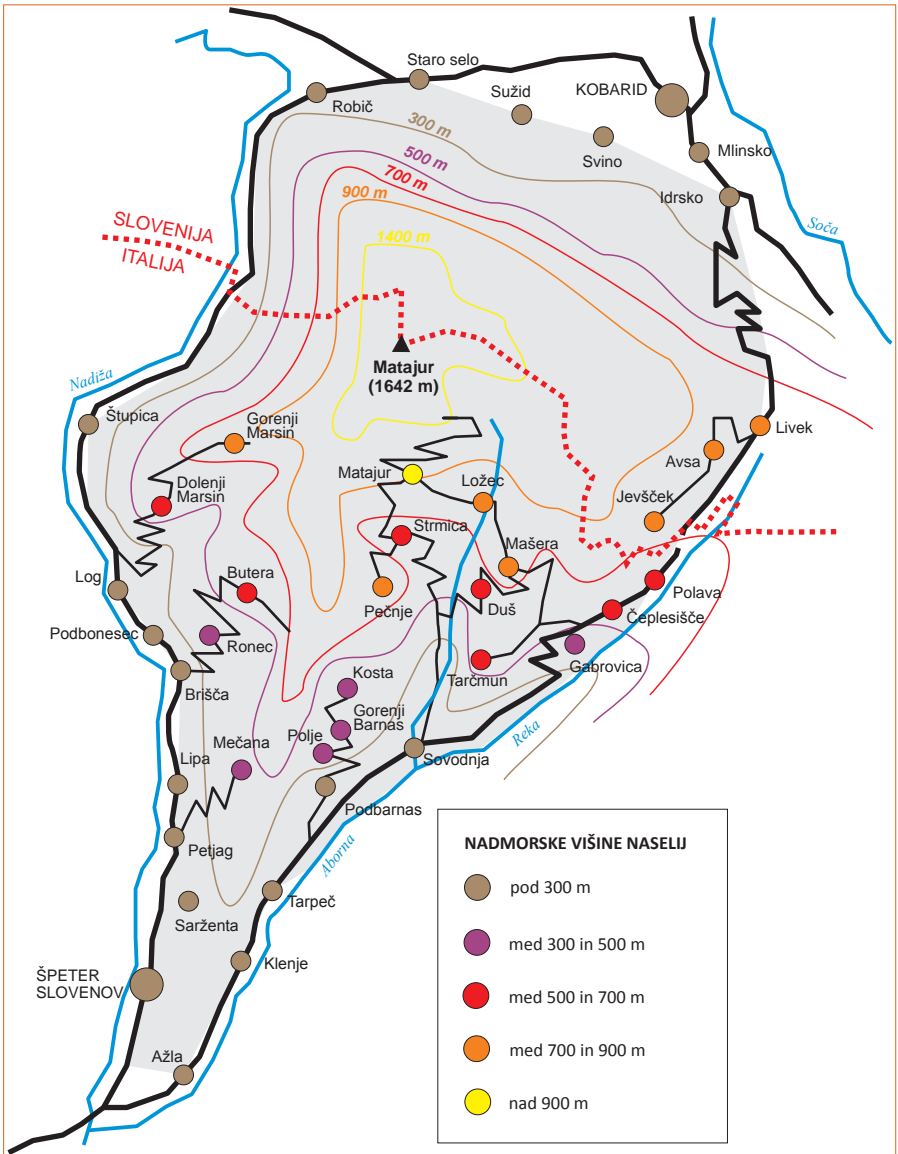 Staro selo
Sužid
KOBARID
Robič
300 m
Svino
Mlinsko
500 m
700 m
Idrsko
900 m
SLOVENIJA
ITALIJA
1400 m
Soča
Matajur
(1642 m)
Nadiža
Štupica
Gorenji
Marsin
Livek
Avsa
Matajur
Ložec
Dolenji
Marsin
Jevšček
Strmica
Mašera
Log
Butera
Pečnje
Duš
Polava
Čeplesišče
Podbonesec
Ronec
Tarčmun
Gabrovica
Brišča
Kosta
Gorenji
Barnas
Polje
Mečana
Reka
Sovodnja
Lipa
Podbarnas
Petjag
Aborna
Tarpeč
Sarženta
Klenje
ŠPETER
SLOVENOV
Ažla
NADMORSKE VIŠINE NASELIJ
pod 300 m
med 300 in 500 m
med 500 in 700 m
med 700 in 900 m
nad 900 m